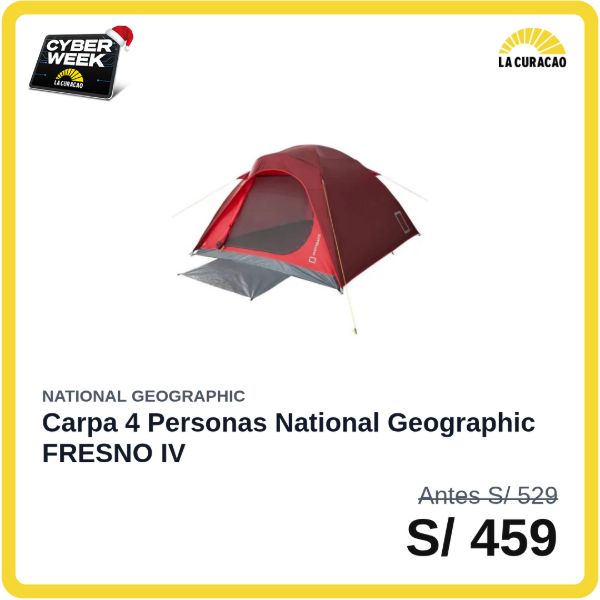 CYBER
WEEK
LA CURACAO
LA CURACAO
NATIONAL GEOGRAPHIC
Carpa 4 Personas National Geographic
FRESNO IV
Antes S/ 529
S/ 459